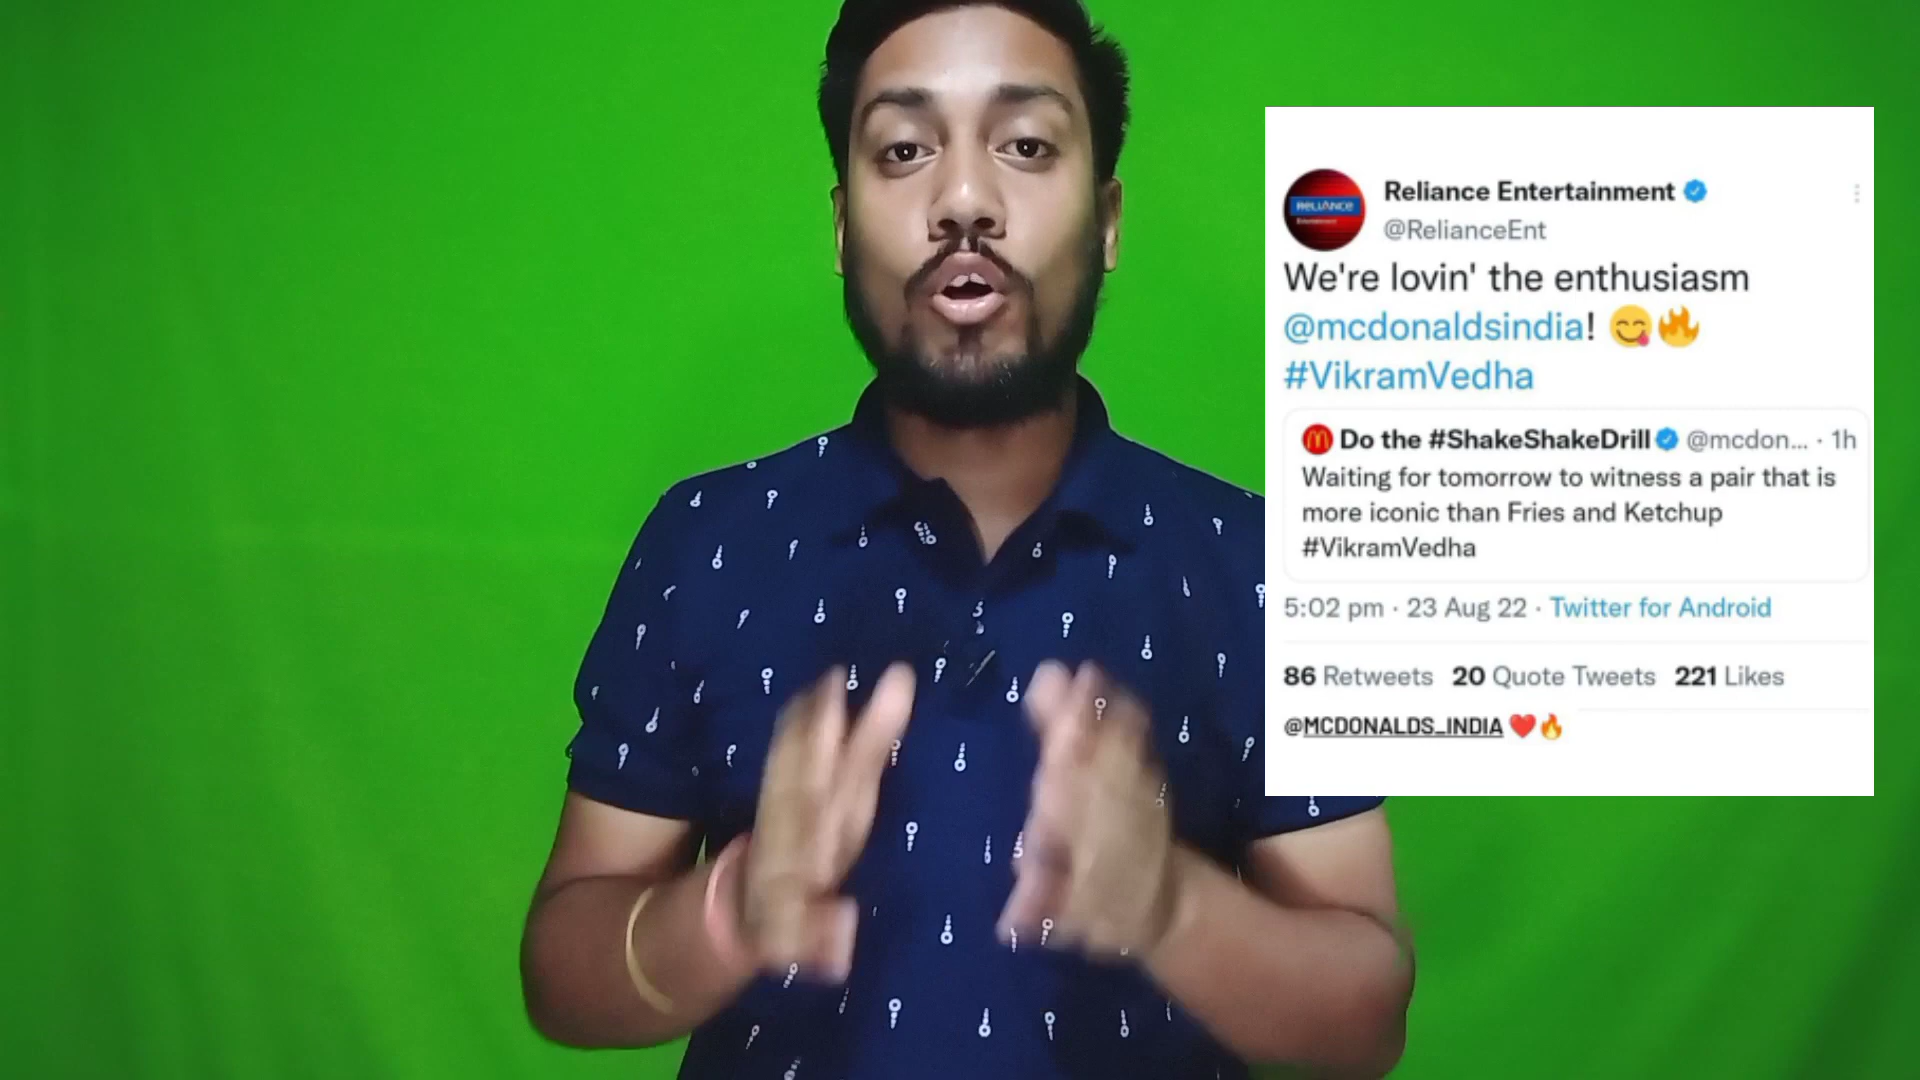 RELIANCE
Entertainment
Reliance Entertainment
@RelianceEnt
We're lovin' the enthusiasm
@mcdonaldsindia! 😋🔥
#VikramVedha
Do the #ShakeShakeDrill @mcdon... · 1h
Waiting for tomorrow to witness a pair that is
more iconic than Fries and Ketchup
#VikramVedha
5:02 pm · 23 Aug 22 · Twitter for Android
86 Retweets 20 Quote Tweets 221 Likes
@MCDONALDS_INDIA ❤️🔥